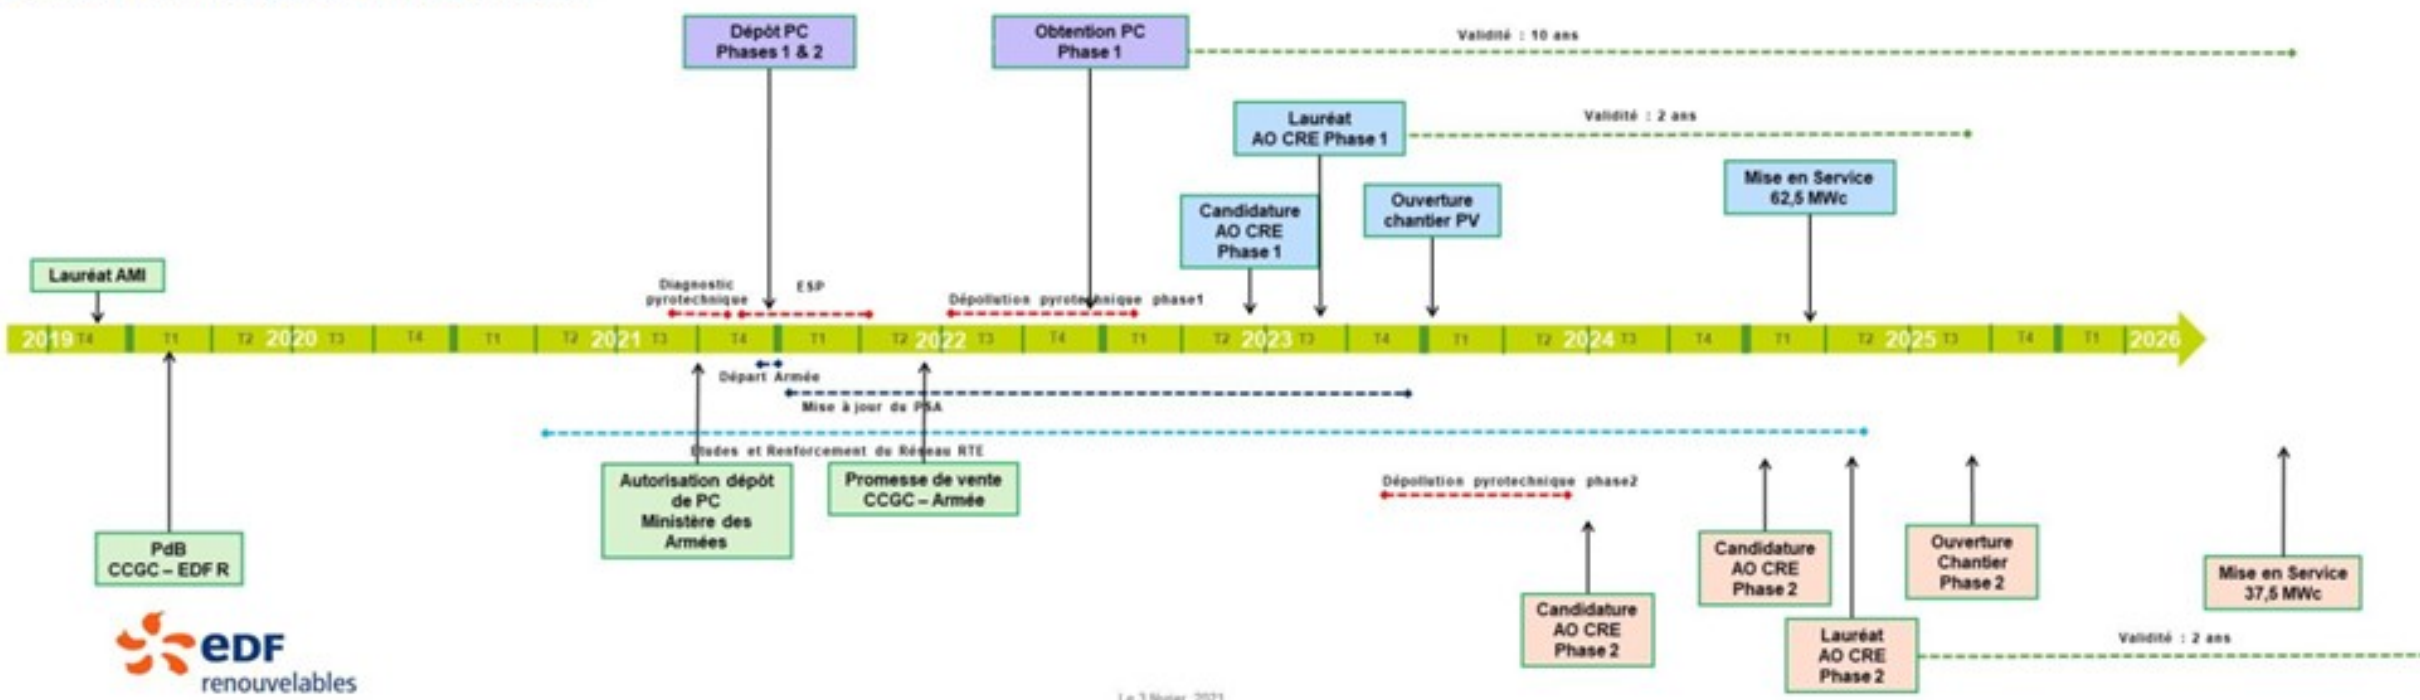 Dépôt PC
Phases 1 & 2
Obtention PC
Phase 1
Validité : 10 ans
Lauréat
AO CRE Phase 1
Validité : 2 ans
Mise en Service
62,5 MWc
Candidature
AO CRE
Phase 1
Ouverture
chantier PV
Lauréat AMI
Diagnostic
pyrotechnique
ESP
Dépollution pyrotechnique phase1
2019 T4 T1 T2 2020 T3 T4 T1 T2 2021 T3 T4 T1 T2 2022 T3 T4 T1 T2 2023 T3 T4 T1 T2 2024 T3 T4 T1 T2 2025 T3 T4 T1 2026
Départ Armée
Mise à jour du PSA
Etudes et Renforcement du Réseau RTE
Autorisation dépôt
de PC
Ministère des
Armées
Promesse de vente
CCGC – Armée
Dépollution pyrotechnique phase2
PdB
CCGC – EDF R
Candidature
AO CRE
Phase 2
Candidature
AO CRE
Phase 2
Lauréat
AO CRE
Phase 2
Ouverture
Chantier
Phase 2
Mise en Service
37,5 MWc
Validité : 2 ans
eDF
renouvelables
Le 3 février 2021